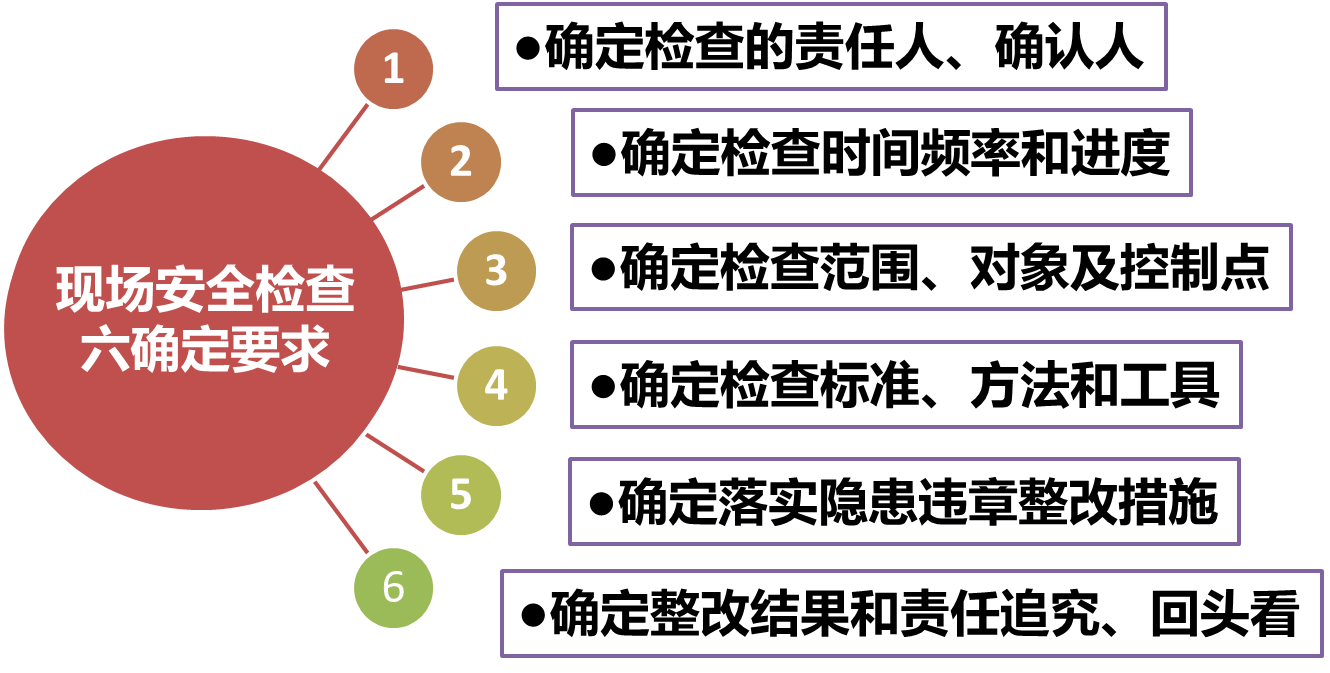 现场安全检查
六确定要求
1
●确定检查的责任人、确认人
2
●确定检查时间频率和进度
3
●确定检查范围、对象及控制点
4
●确定检查标准、方法和工具
5
●确定落实隐患违章整改措施
6
●确定整改结果和责任追究、回头看